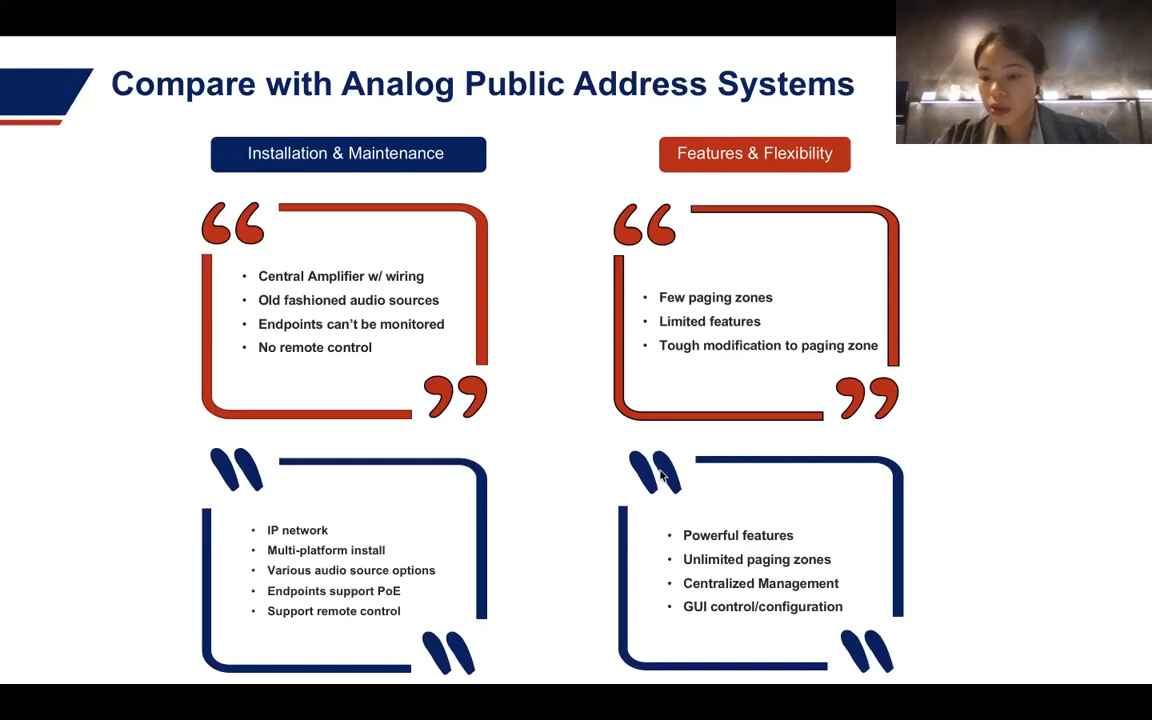 Compare with Analog Public Address Systems
Installation & Maintenance
Features & Flexibility
• Central Amplifier w/ wiring
• Old fashioned audio sources
• Endpoints can’t be monitored
• No remote control
• Few paging zones
• Limited features
• Tough modification to paging zone
• IP network
• Multi-platform install
• Various audio source options
• Endpoints support PoE
• Support remote control
• Powerful features
• Unlimited paging zones
• Centralized Management
• GUI control/configuration